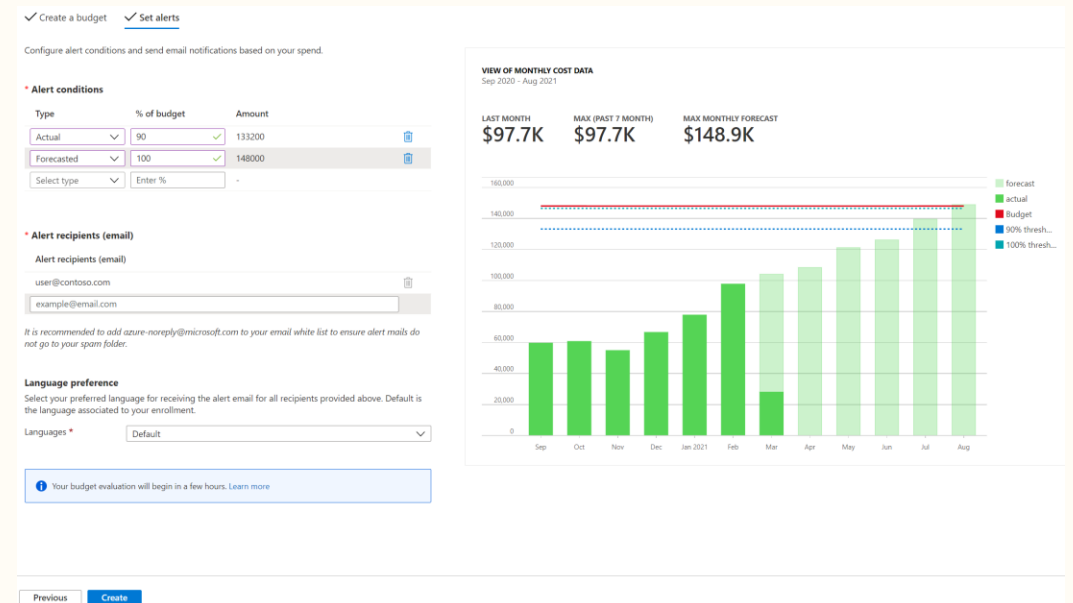 Create a budget Set alerts
Configure alert conditions and send email notifications based on your spend.
* Alert conditions
Type % of budget Amount
Actual 90 133200
Forecasted 100 148000
Select type Enter % -
* Alert recipients (email)
Alert recipients (email)
user@contoso.com
example@email.com
It is recommended to add azure-noreply@microsoft.com to your email white list to ensure alert mails do
not go to your spam folder.
Language preference
Select your preferred language for receiving the alert email for all recipients provided above. Default is
the language associated to your enrollment.
Languages * Default
Your budget evaluation will begin in a few hours. Learn more
Previous Create
VIEW OF MONTHLY COST DATA
Sep 2020 - Aug 2021
LAST MONTH MAX (PAST 7 MONTH) MAX MONTHLY FORECAST
$97.7K $97.7K $148.9K
160,000
140,000
120,000
100,000
80,000
60,000
40,000
20,000
0
Sep Oct Nov Dec Jan 2021 Feb Mar Apr May Jun Jul Aug
forecast
actual
Budget
90% thresh...
100% thresh...